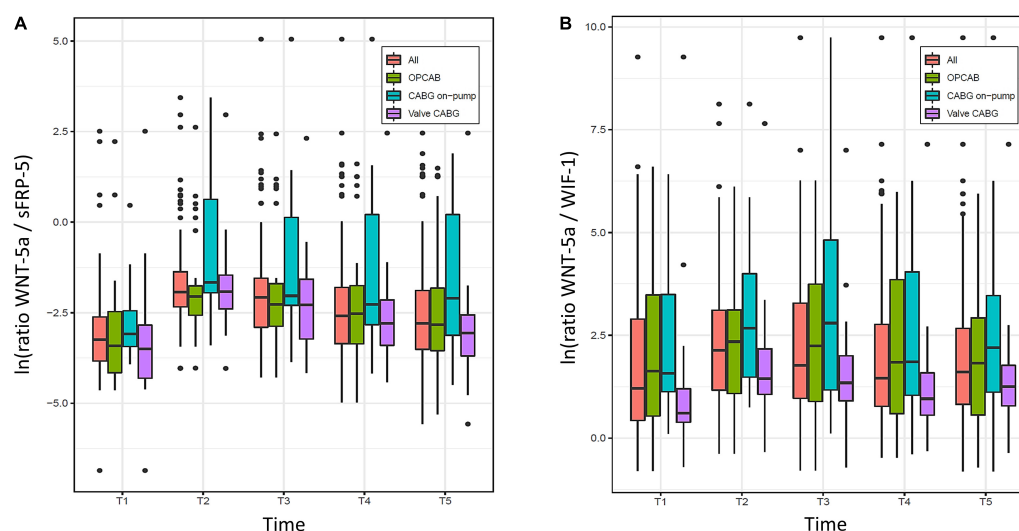 A
ln(ratio WNT-5a / sFRP-5)
5.0
2.5
0.0
−2.5
−5.0
All
OPCAB
CABG on-pump
Valve CABG
T1 T2 T3 T4 T5
Time
B
ln(ratio WNT-5a / WIF-1)
10.0
7.5
5.0
2.5
0.0
All
OPCAB
CABG on-pump
Valve CABG
T1 T2 T3 T4 T5
Time